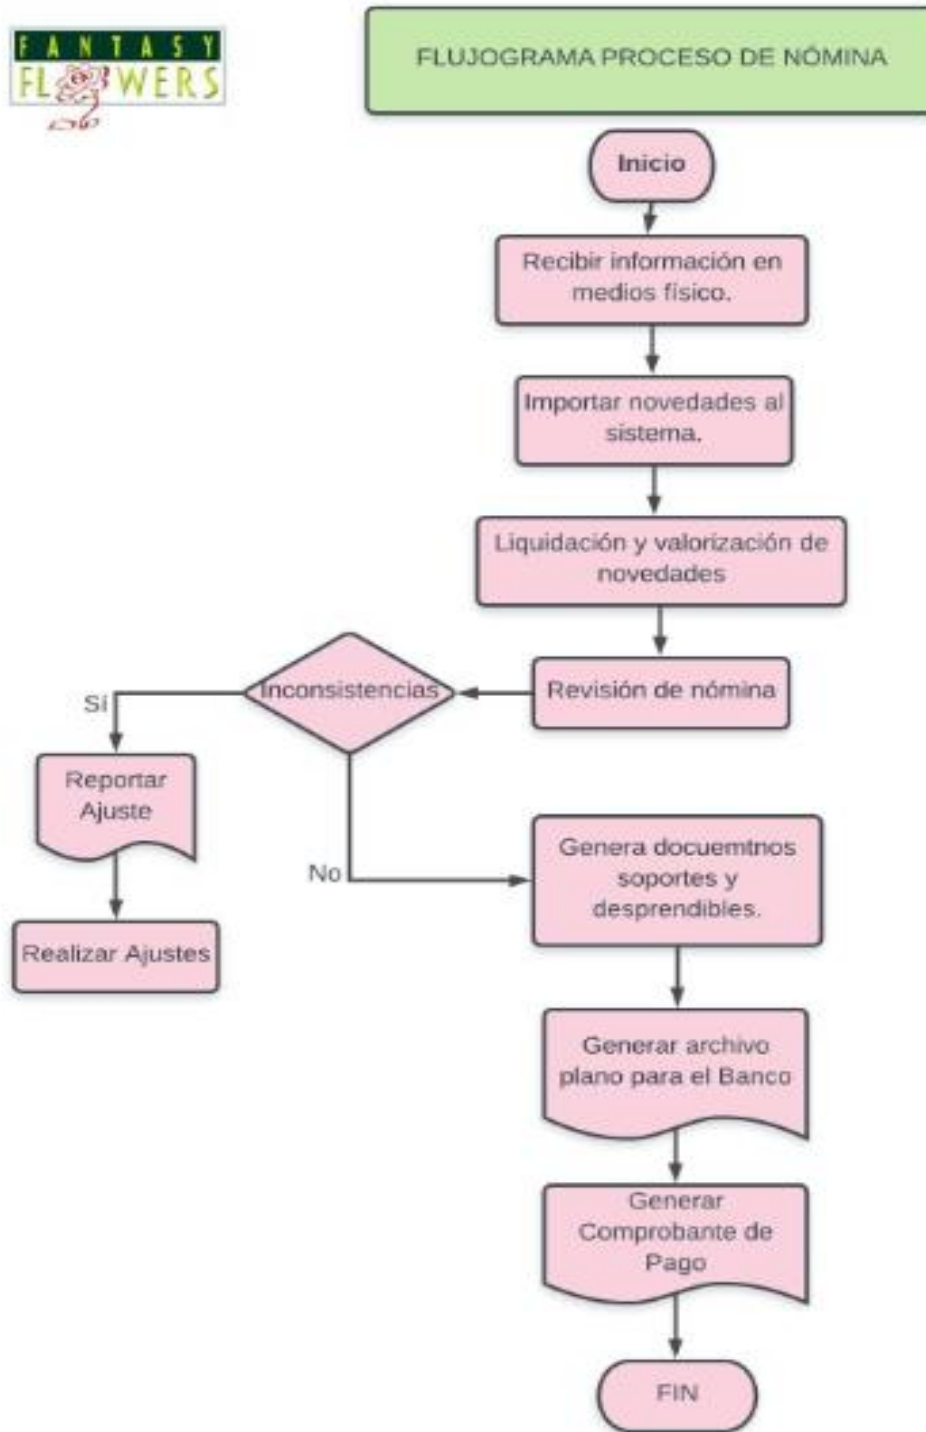 FANTASY
FLOWERS
FLUJOGRAMA PROCESO DE NÓMINA
Inicio
Recibir información en
medios físico.
Importar novedades al
sistema.
Liquidación y valorización de
novedades
Revisión de nómina
Inconsistencias
Sí
Reportar
Ajuste
Realizar Ajustes
No
Genera docuemtnos
soportes y
desprendibles.
Generar archivo
plano para el Banco
Generar
Comprobante de
Pago
FIN